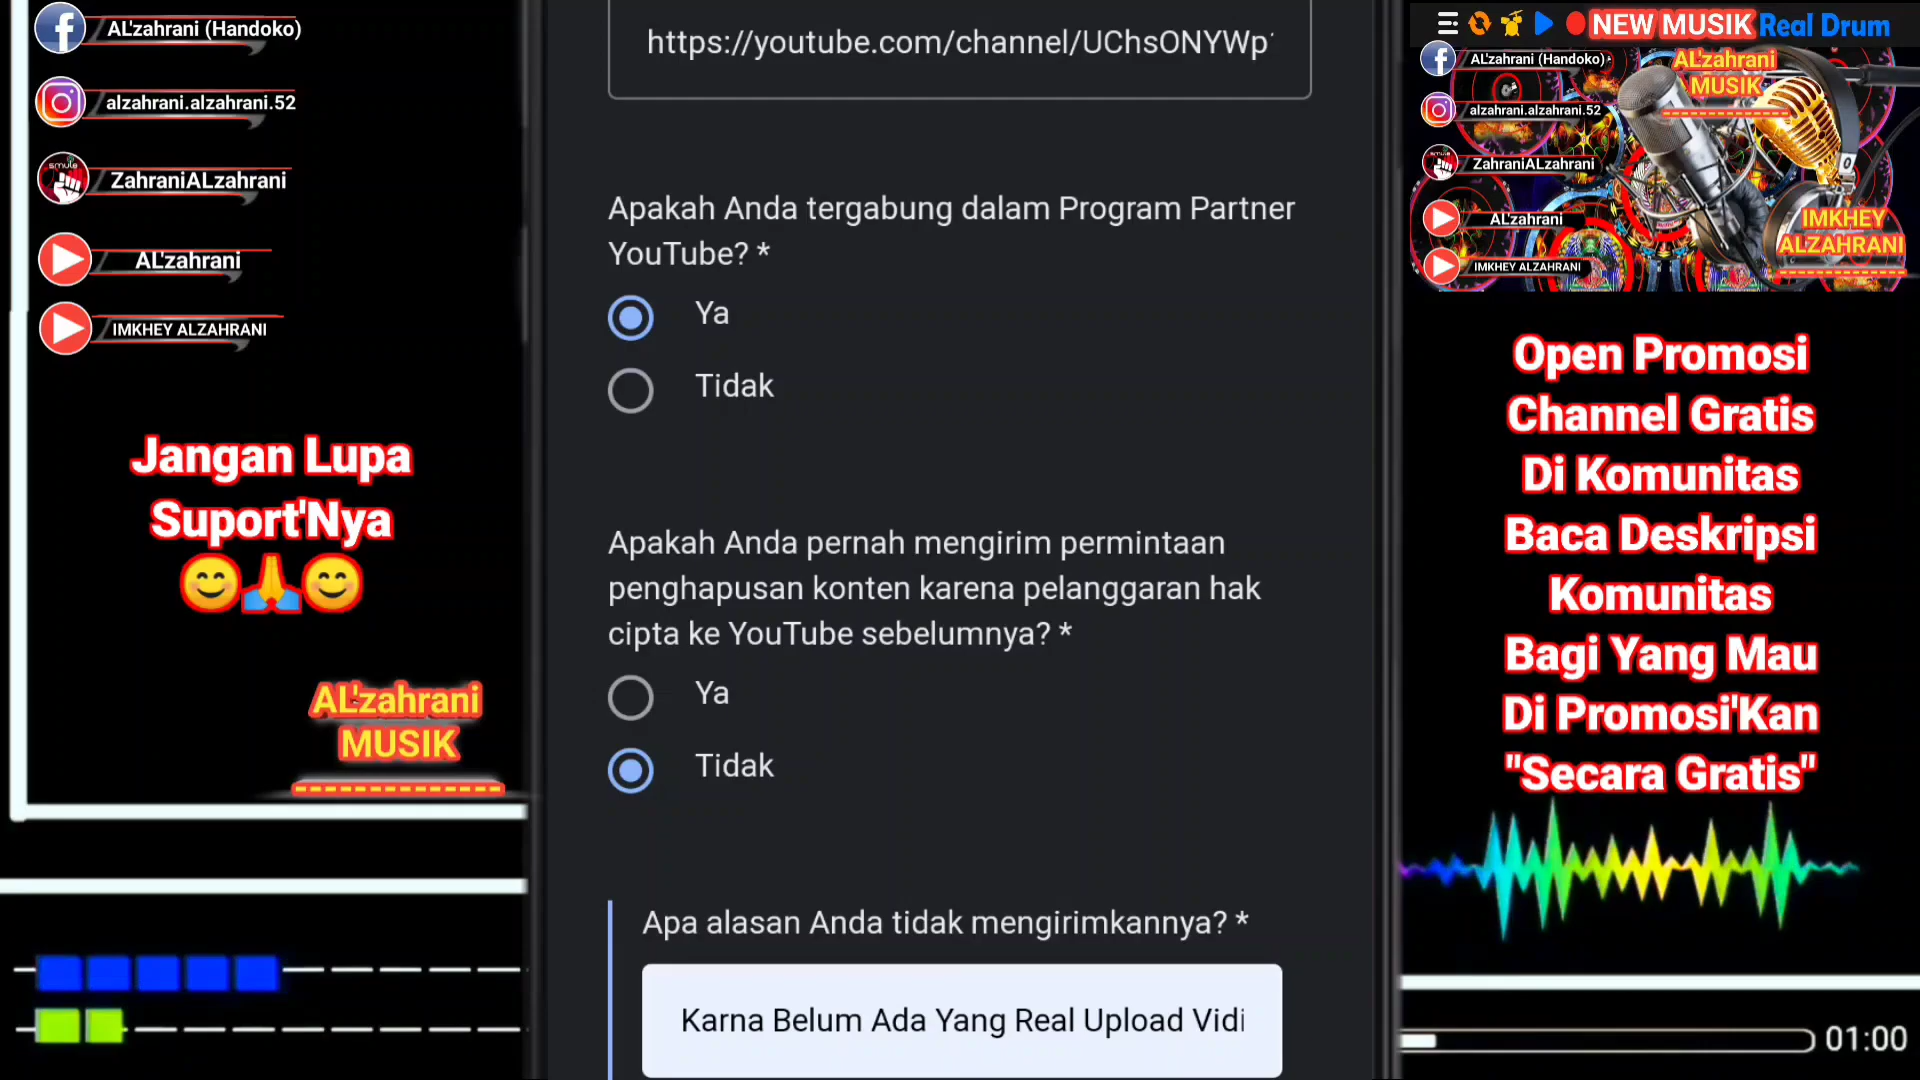 AL'zahrani (Handoko)
alzahrani.alzahrani.52
smule
ZahraniALzahrani
AL'zahrani
IMKHEY ALZAHRANI
Jangan Lupa
Suport'Nya
😊🙏😊
AL'zahrani
MUSIK
https://youtube.com/channel/UChsONYWp
Apakah Anda tergabung dalam Program Partner
YouTube? *
Ya
Tidak
Apakah Anda pernah mengirim permintaan
penghapusan konten karena pelanggaran hak
cipta ke YouTube sebelumnya? *
Ya
Tidak
Apa alasan Anda tidak mengirimkannya? *
Karna Belum Ada Yang Real Upload Vidi
NEW MUSIK Real Drum
AL'zahrani (Handoko)
alzahrani.alzahrani.52
ZahraniALzahrani
AL'zahrani
IMKHEY ALZAHRANI
AL'zahrani
MUSIK
IMKHEY
ALZAHRANI
Open Promosi
Channel Gratis
Di Komunitas
Baca Deskripsi
Komunitas
Bagi Yang Mau
Di Promosi'Kan
"Secara Gratis"
01:00